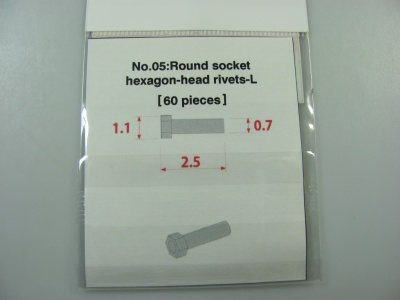 No.05:Round socket
hexagon-head rivets-L
[60 pieces]
1.1
0.7
2.5